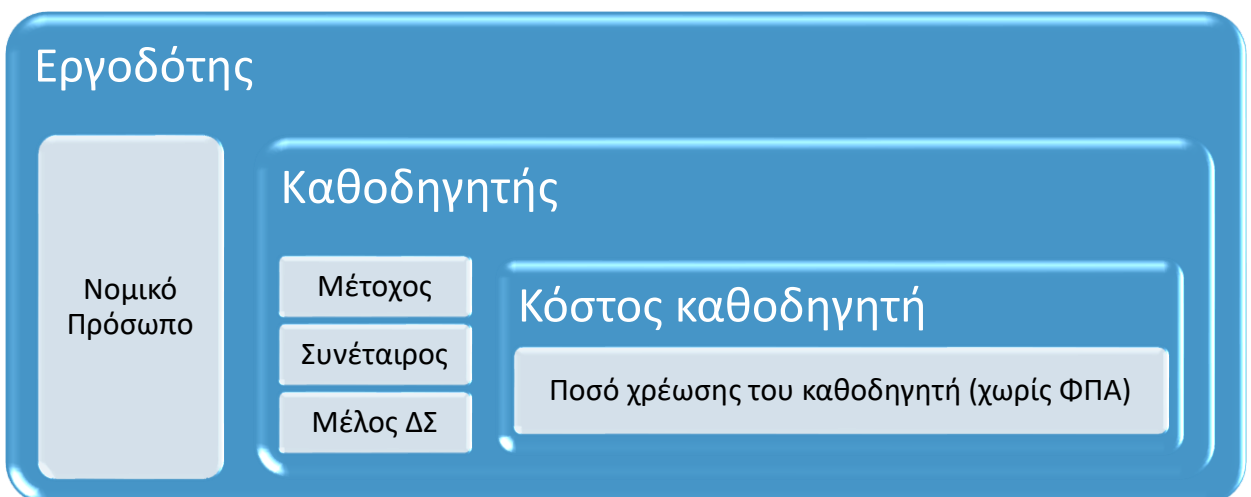 Εργοδότης
Νομικό
Πρόσωπο
Καθοδηγητής
Μέτοχος
Συνέταιρος
Μέλος ΔΣ
Κόστος καθοδηγητή
Ποσό χρέωσης του καθοδηγητή (χωρίς ΦΠΑ)